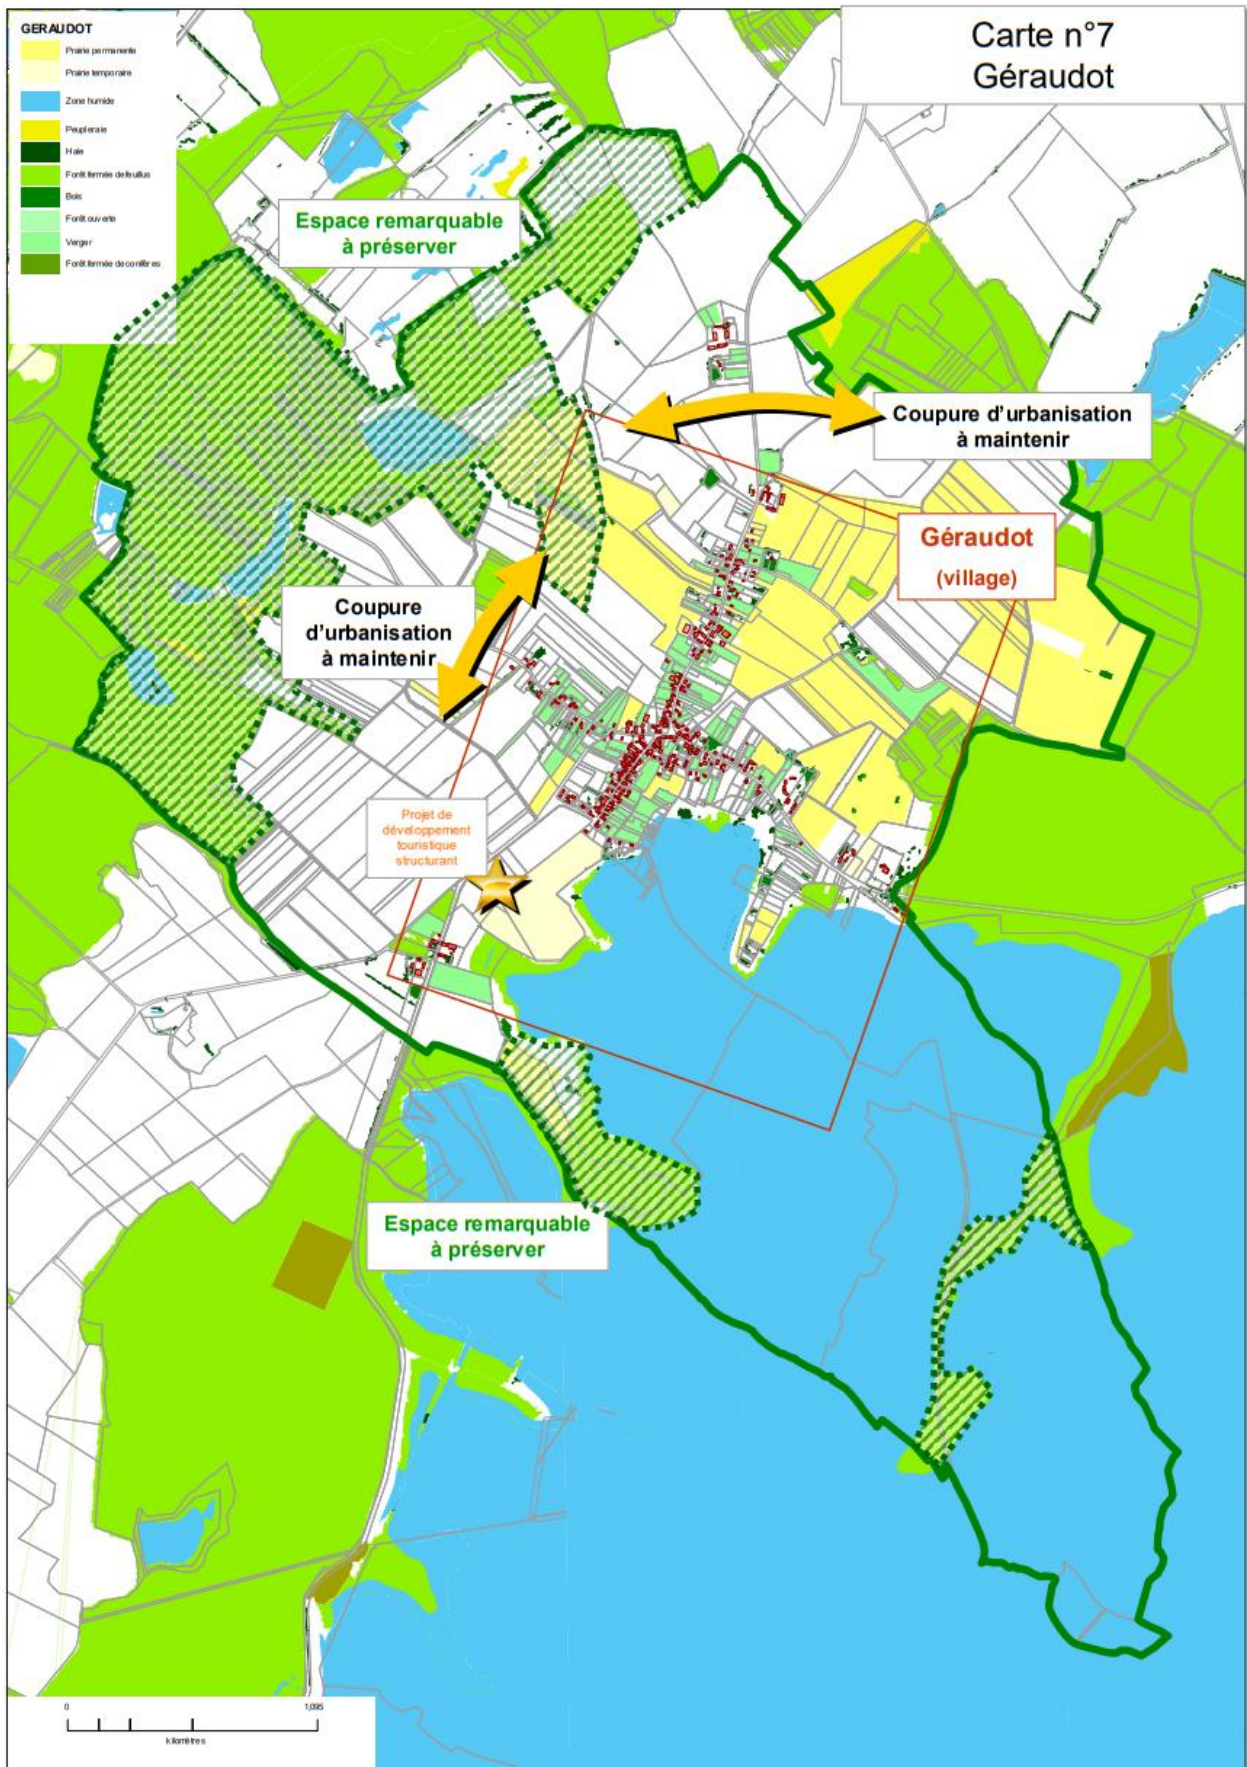 GERAUDOT
Prairie permanente
Prairie temporaire
Zone humide
Peupleraie
Haie
Forêt fermée de feuillus
Bois
Forêt ouverte
Verger
Forêt fermée de conifères
Carte n°7
Géraudot
Espace remarquable
à préserver
Coupure d'urbanisation
à maintenir
Géraudot
(village)
Coupure
d'urbanisation
à maintenir
Projet de
développement
touristique
structurant
Espace remarquable
à préserver
0
1,095
kilomètres